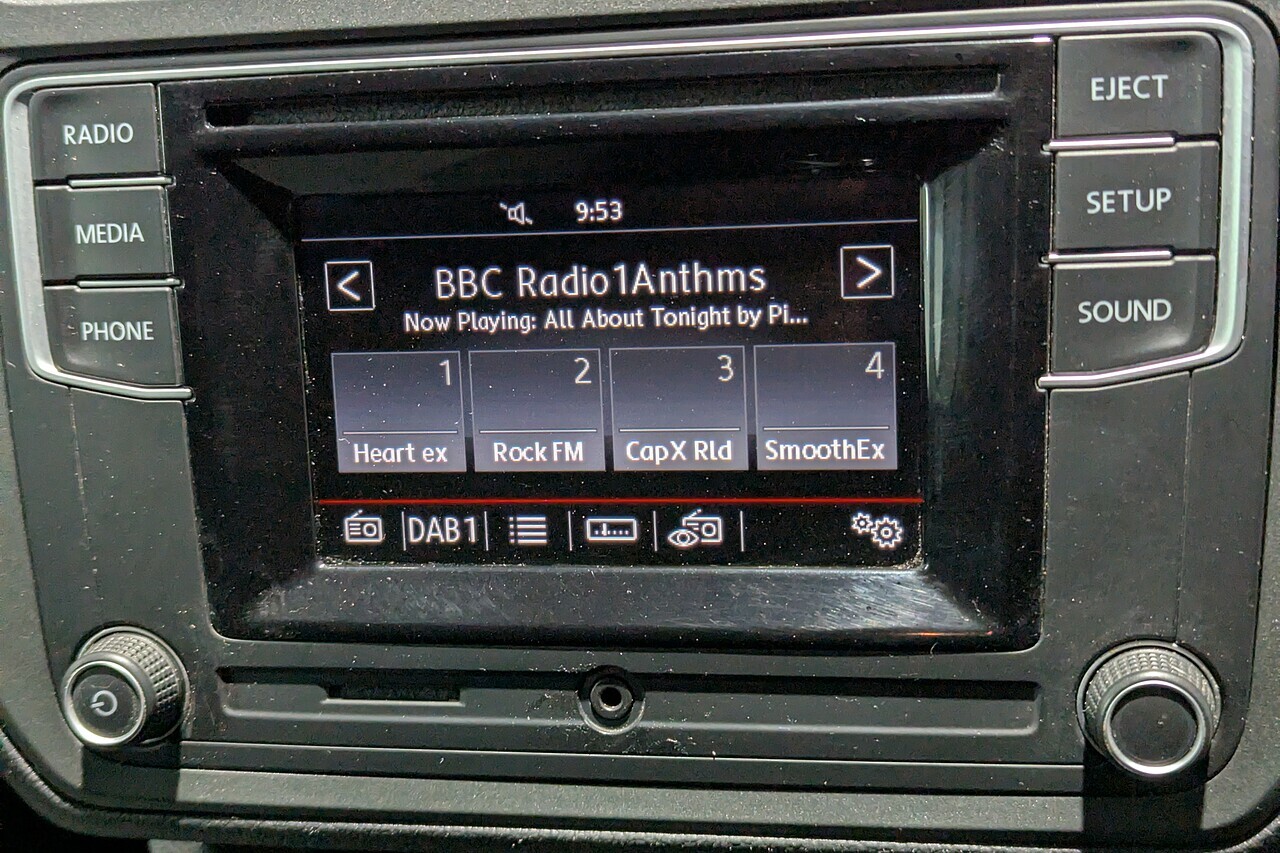 EJECT
RADIO
SETUP
9:53
MEDIA
< BBC Radio1Anthms >
SOUND
Now Playing: All About Tonight by Pi...
PHONE
1 2 3 4
Heart ex Rock FM CapX Rld SmoothEx
DAB1